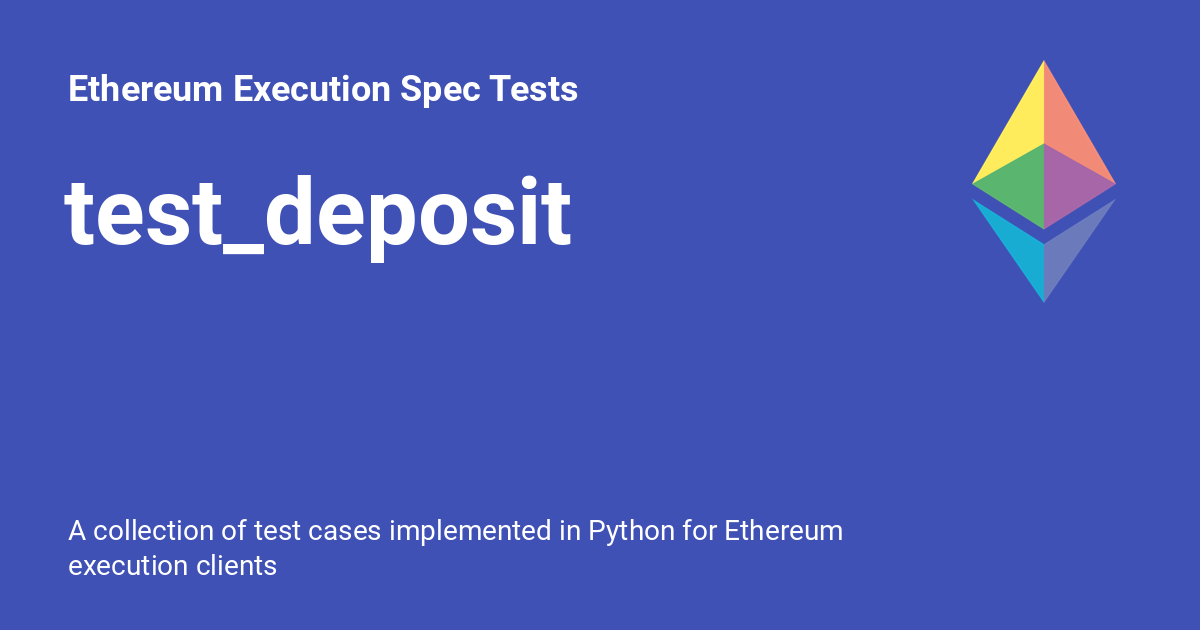 Ethereum Execution Spec Tests
test_deposit
A collection of test cases implemented in Python for Ethereum
execution clients